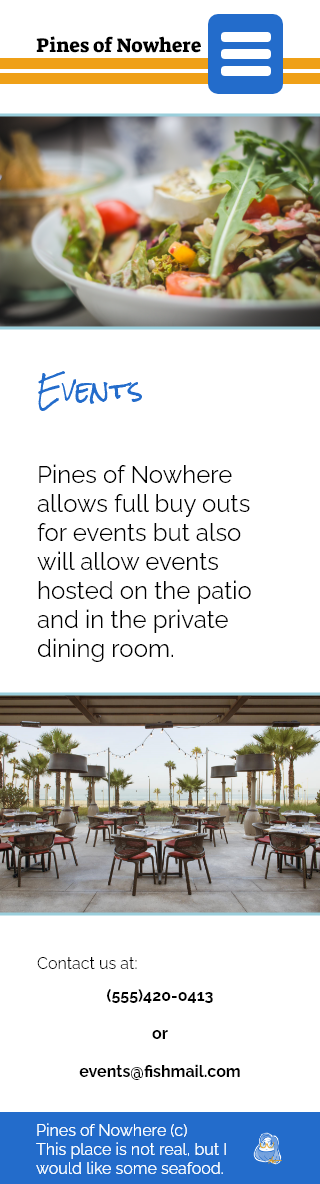 Pines of Nowhere
Events
Pines of Nowhere
allows full buy outs
for events but also
will allow events
hosted on the patio
and in the private
dining room.
Contact us at:
(555)420-0413
or
events@fishmail.com
Pines of Nowhere (c)
This place is not real, but I
would like some seafood.